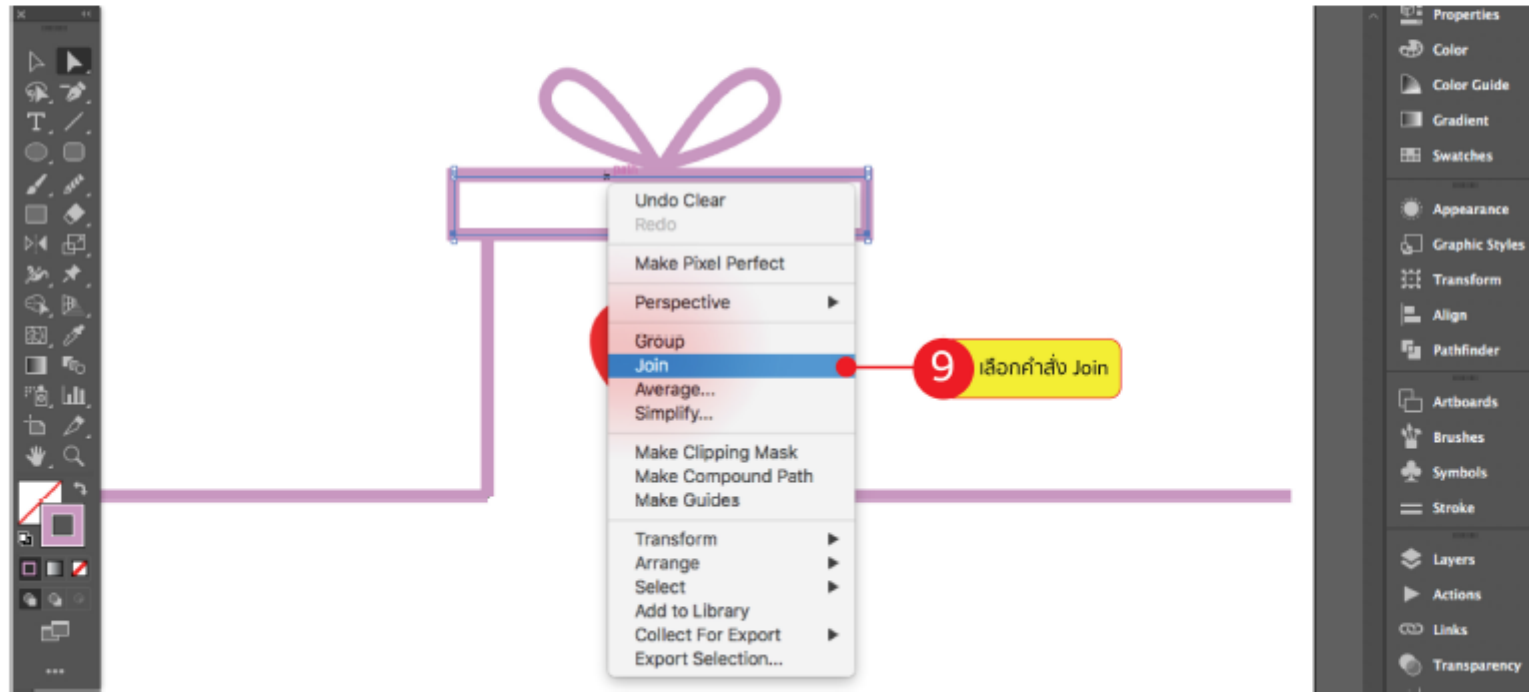 Undo Clear
Redo
Make Pixel Perfect
Perspective
Group
Join
Average...
Simplify...
Make Clipping Mask
Make Compound Path
Make Guides
Transform
Arrange
Select
Add to Library
Collect For Export
Export Selection...
9 เลือกคำสั่ง Join
Properties
Color
Color Guide
Gradient
Swatches
Appearance
Graphic Styles
Transform
Align
Pathfinder
Artboards
Brushes
Symbols
Stroke
Layers
Actions
Links
Transparency